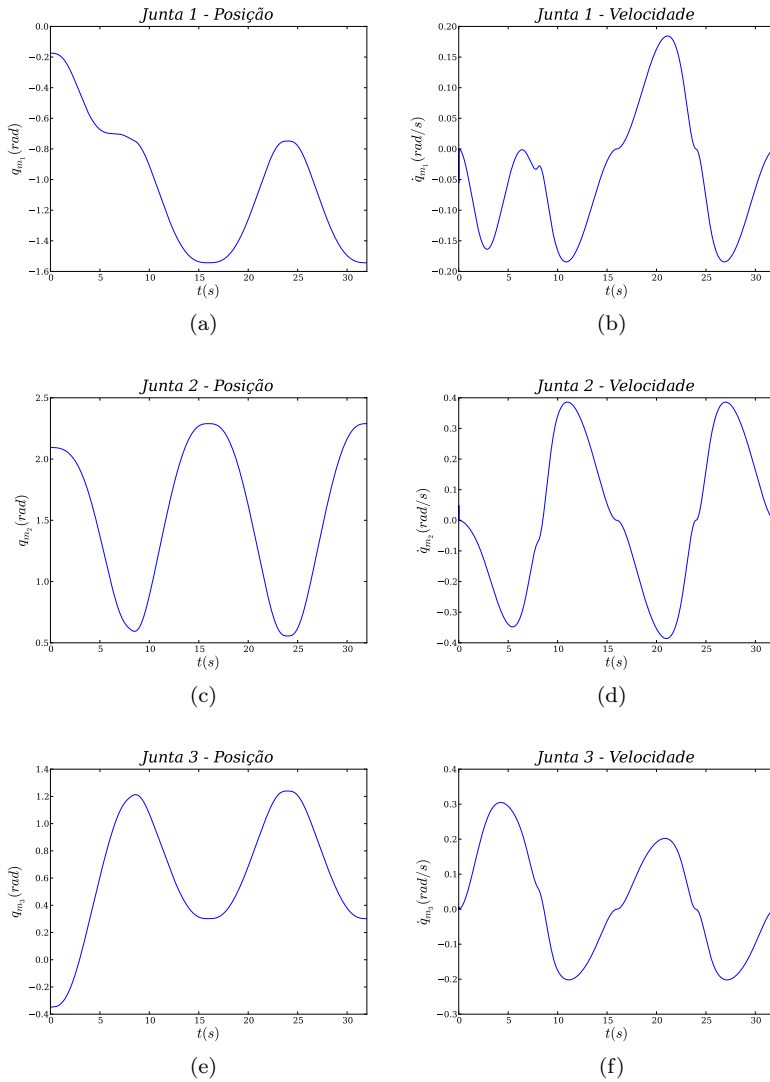 Junta 1 - Posição
q_{m_1}(rad)
0.0
−0.2
−0.4
−0.6
−0.8
−1.0
−1.2
−1.4
−1.6
0 5 10 15 20 25 30
t(s)
(a)
Junta 1 - Velocidade
q̇_{m_1}(rad/s)
0.20
0.15
0.10
0.05
0.00
−0.05
−0.10
−0.15
−0.20
0 5 10 15 20 25 30
t(s)
(b)
Junta 2 - Posição
q_{m_2}(rad)
2.5
2.0
1.5
1.0
0.5
0 5 10 15 20 25 30
t(s)
(c)
Junta 2 - Velocidade
q̇_{m_2}(rad/s)
0.4
0.3
0.2
0.1
0.0
−0.1
−0.2
−0.3
−0.4
0 5 10 15 20 25 30
t(s)
(d)
Junta 3 - Posição
q_{m_3}(rad)
1.4
1.2
1.0
0.8
0.6
0.4
0.2
0.0
−0.2
−0.4
0 5 10 15 20 25 30
t(s)
(e)
Junta 3 - Velocidade
q̇_{m_3}(rad/s)
0.4
0.3
0.2
0.1
0.0
−0.1
−0.2
−0.3
0 5 10 15 20 25 30
t(s)
(f)